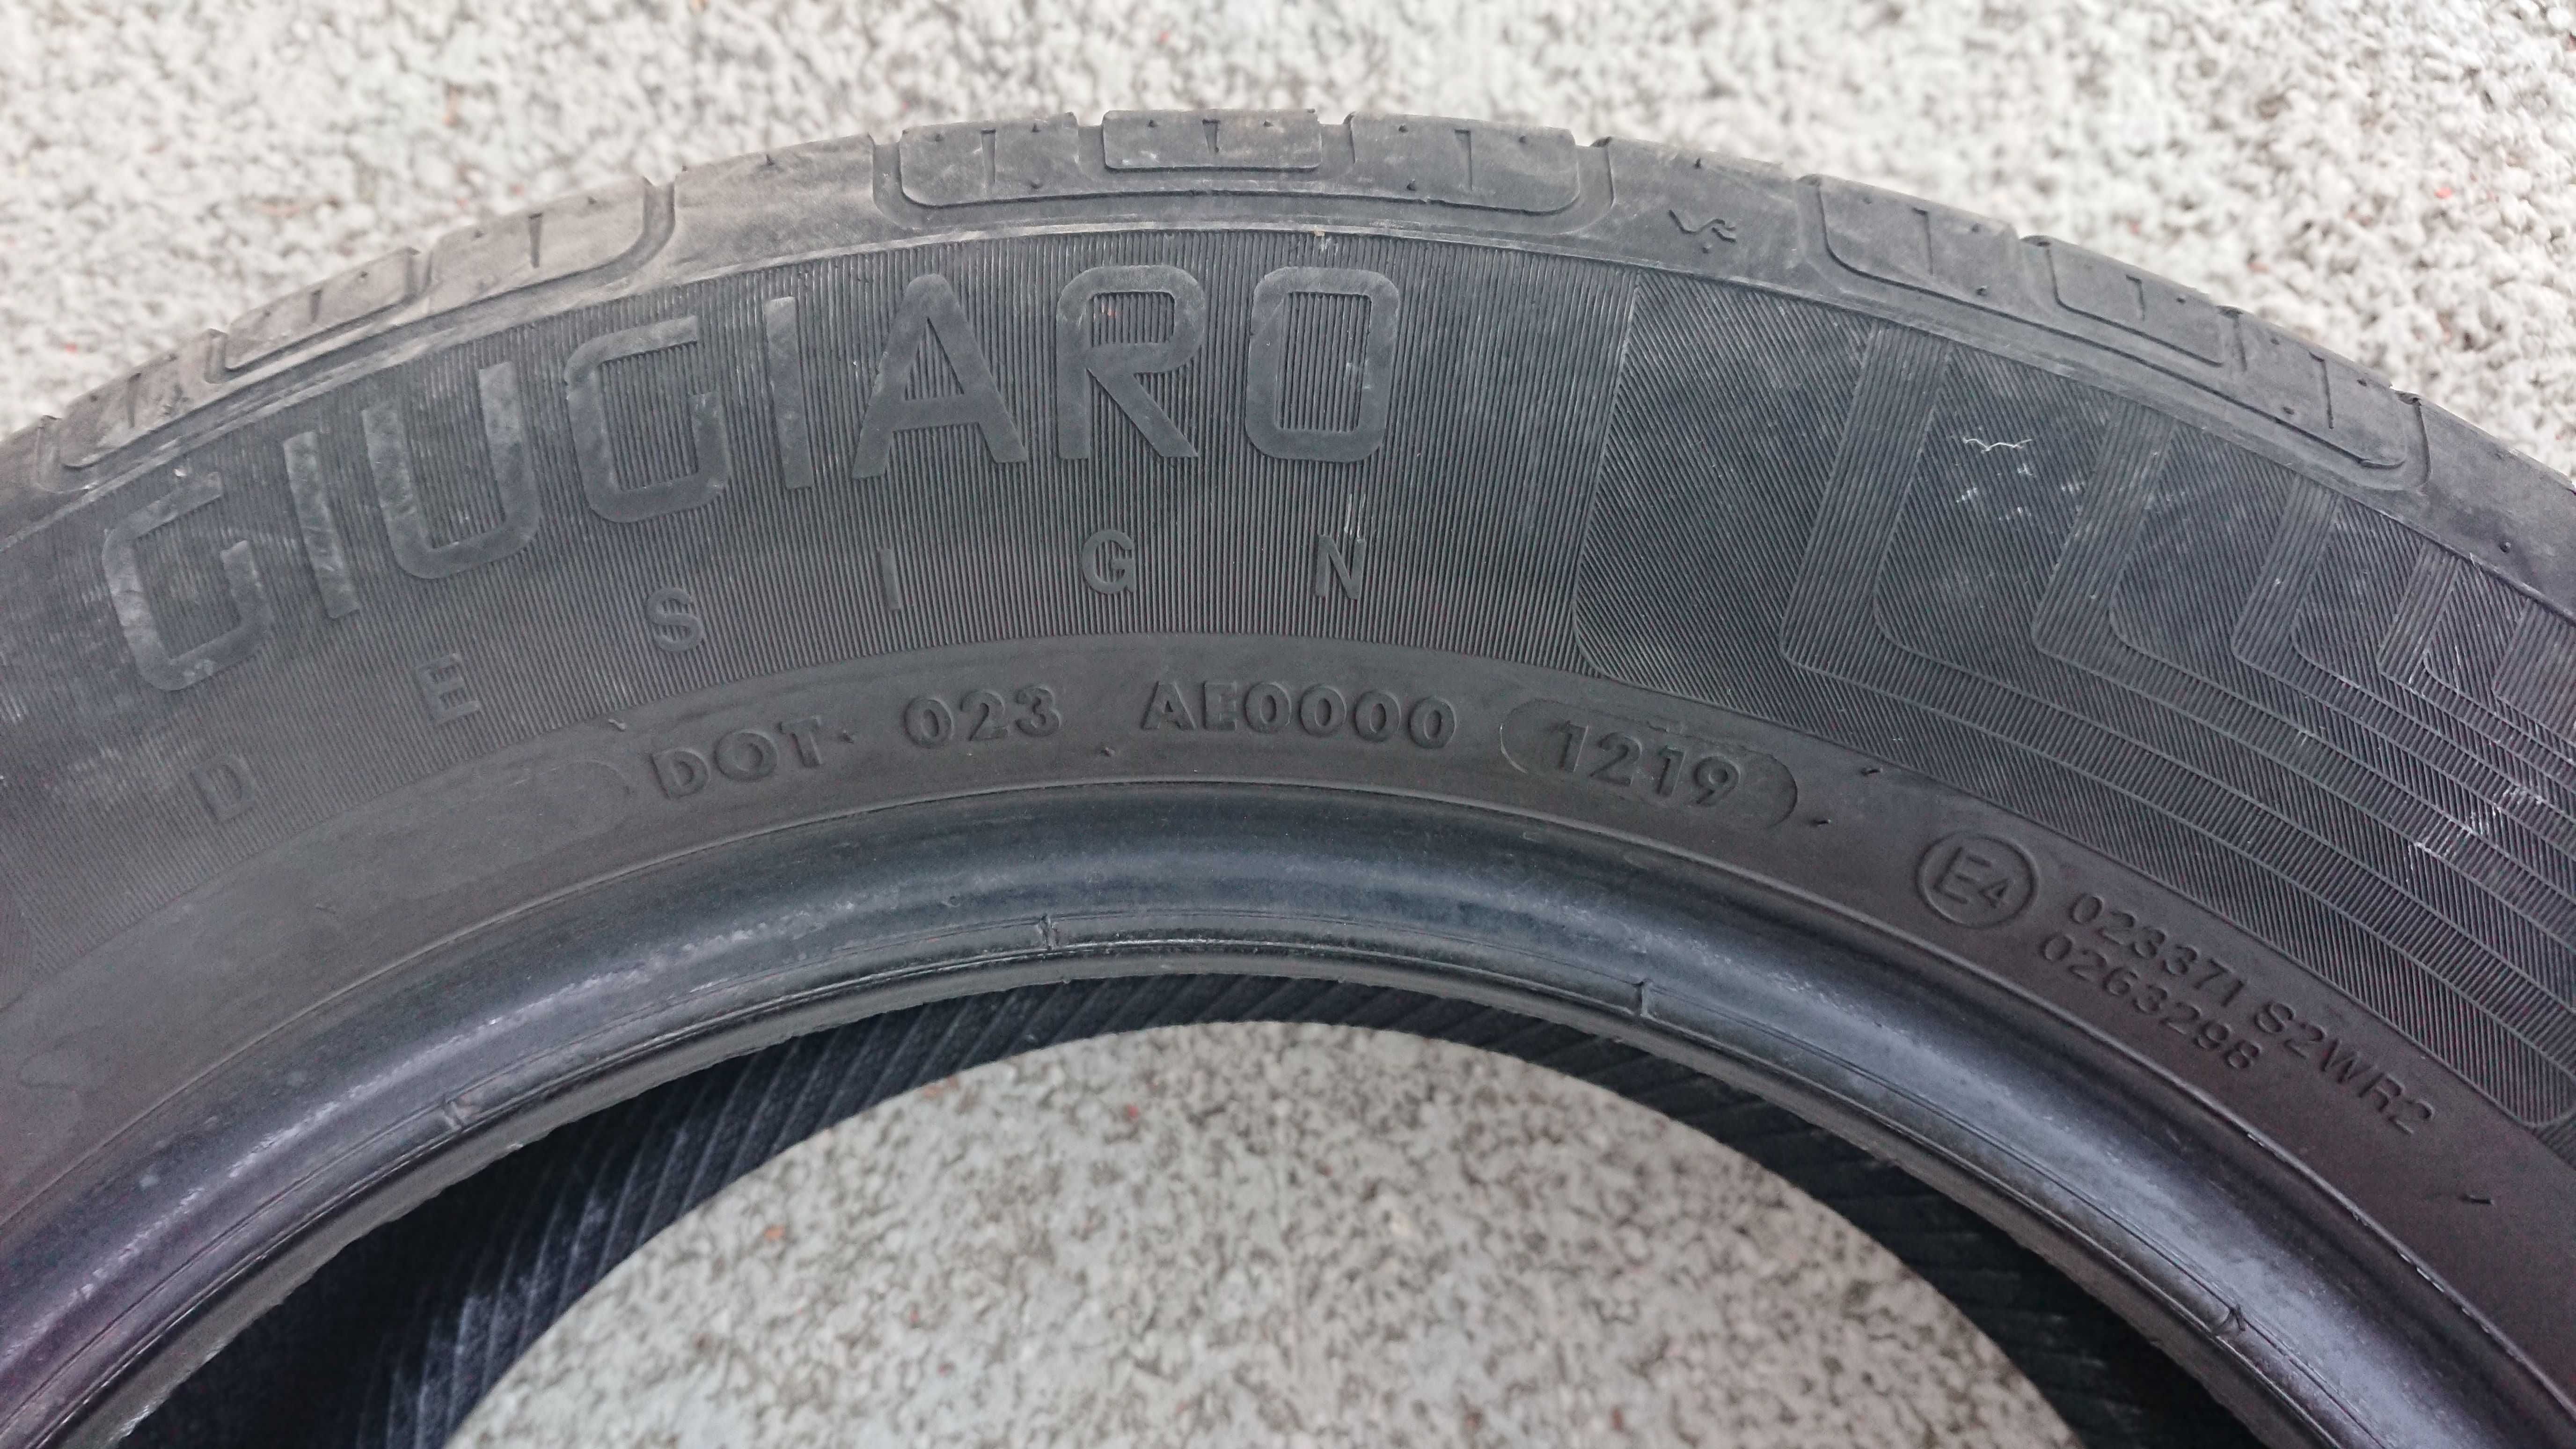 GIUGIARO
DESIGN
DOT 023 AE0000 1219
E4 023371 S2WR2
0263298